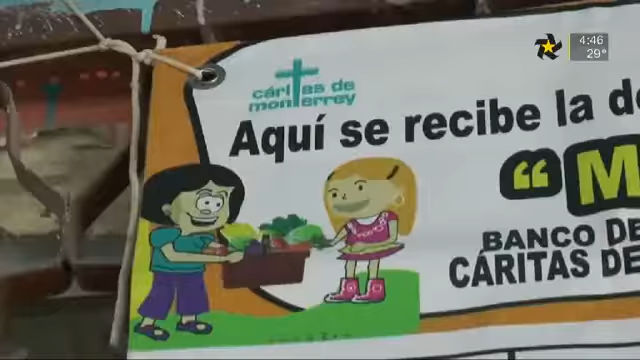 4:46
29°
cáritas de
monterrey
Aquí se recibe la
“M
BANCO DE
CÁRITAS DE